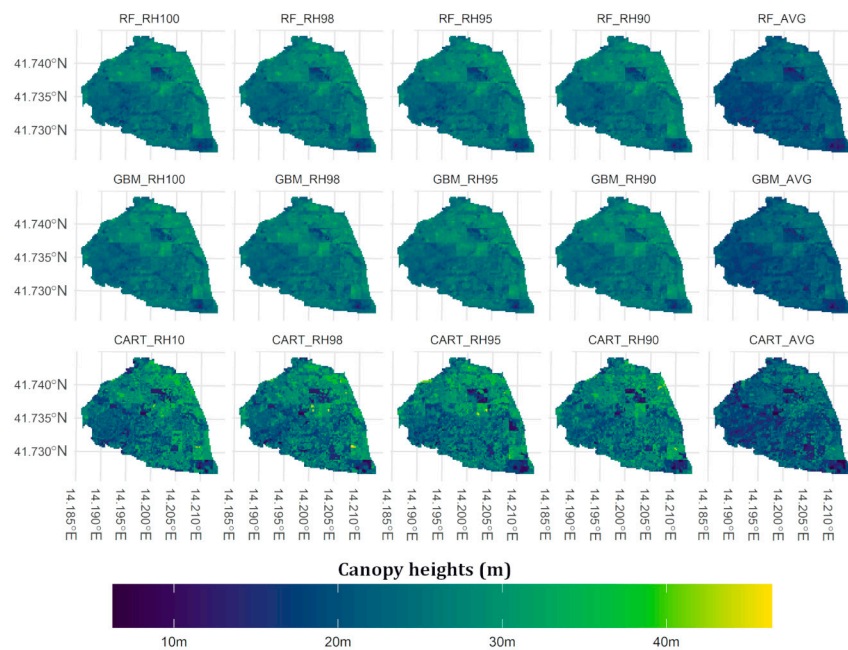 RF_RH100 RF_RH98 RF_RH95 RF_RH90 RF_AVG
41.740°N
41.735°N
41.730°N
GBM_RH100 GBM_RH98 GBM_RH95 GBM_RH90 GBM_AVG
41.740°N
41.735°N
41.730°N
CART_RH10 CART_RH98 CART_RH95 CART_RH90 CART_AVG
41.740°N
41.735°N
41.730°N
14.185°E 14.190°E 14.195°E 14.200°E 14.205°E 14.210°E 14.185°E 14.190°E 14.195°E 14.200°E 14.205°E 14.210°E 14.185°E 14.190°E 14.195°E 14.200°E 14.205°E 14.210°E 14.185°E 14.190°E 14.195°E 14.200°E 14.205°E 14.210°E 14.185°E 14.190°E 14.195°E 14.200°E 14.205°E 14.210°E
Canopy heights (m)
10m 20m 30m 40m